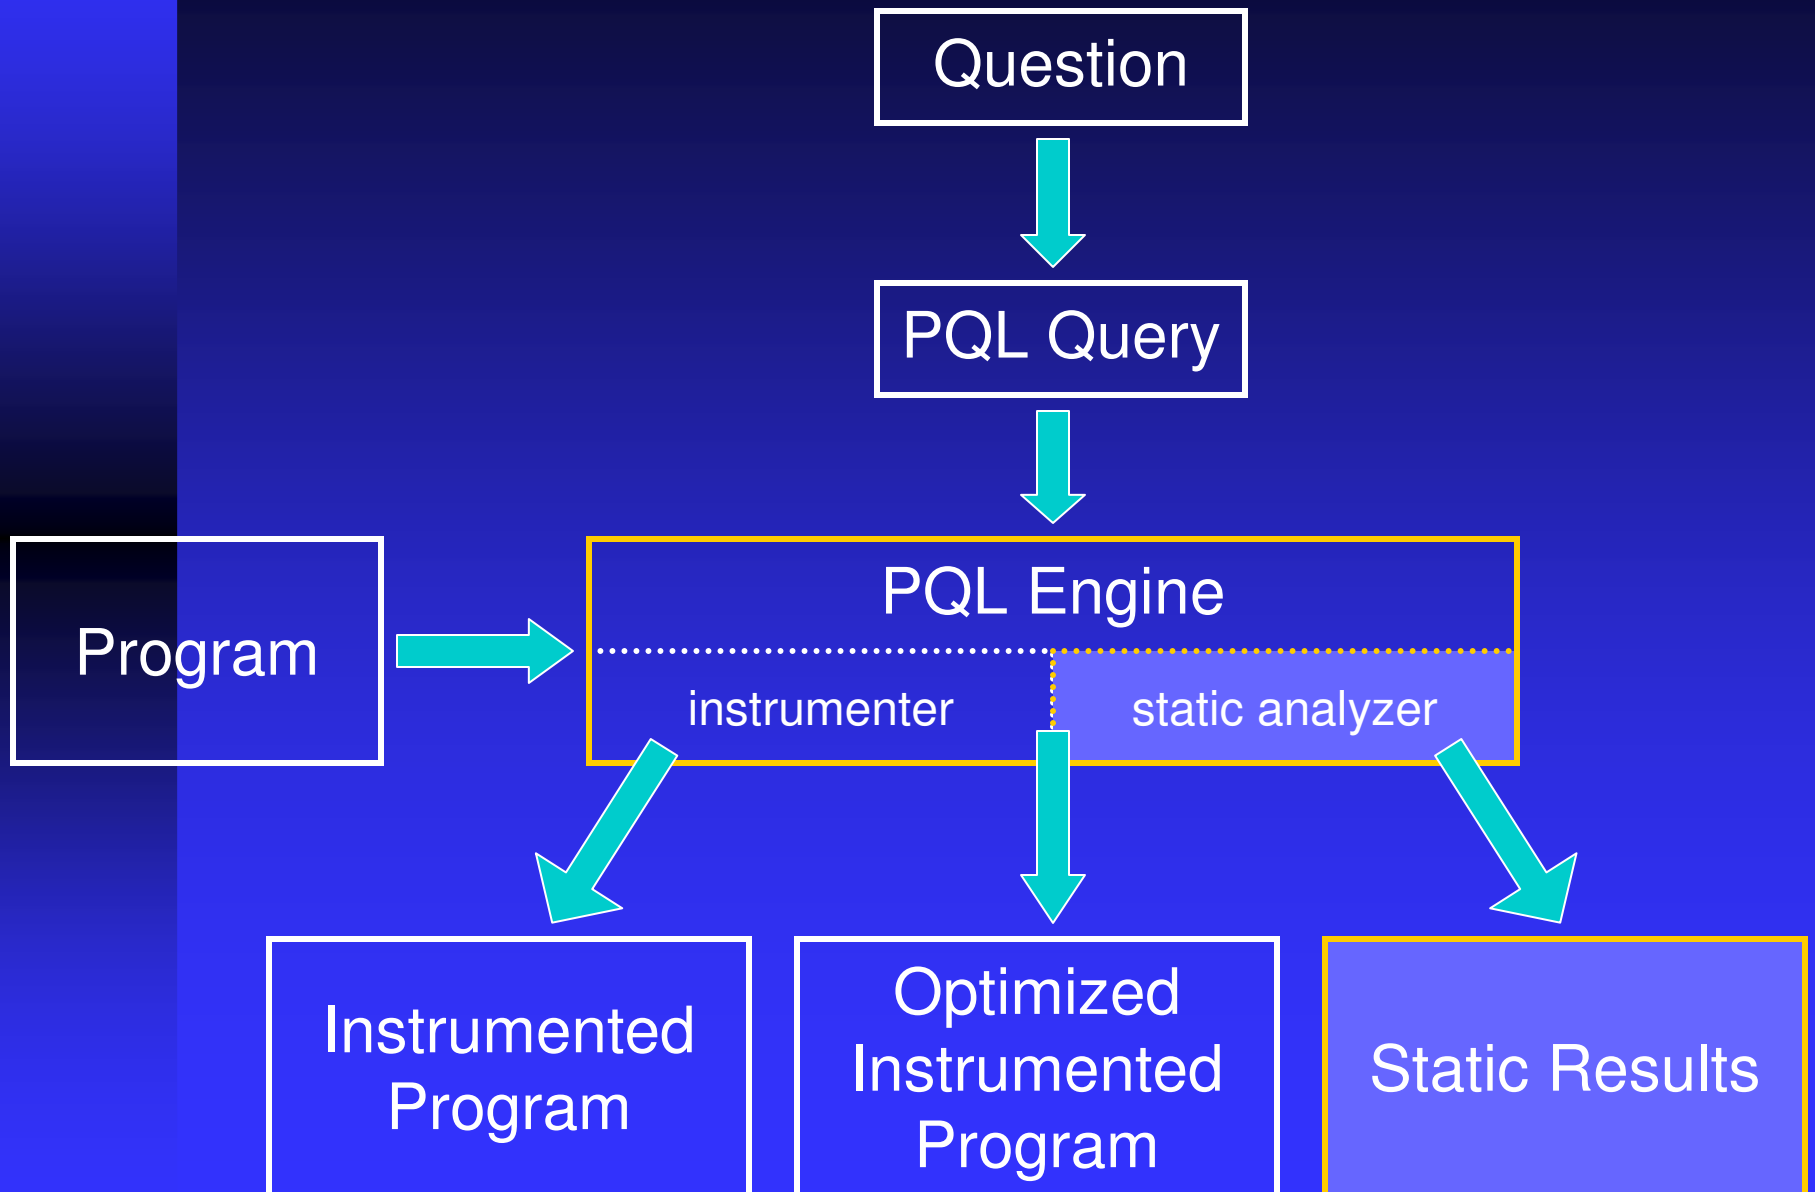 Question
PQL Query
PQL Engine
Program
instrumenter
static analyzer
Instrumented
Program
Optimized
Instrumented
Program
Static Results